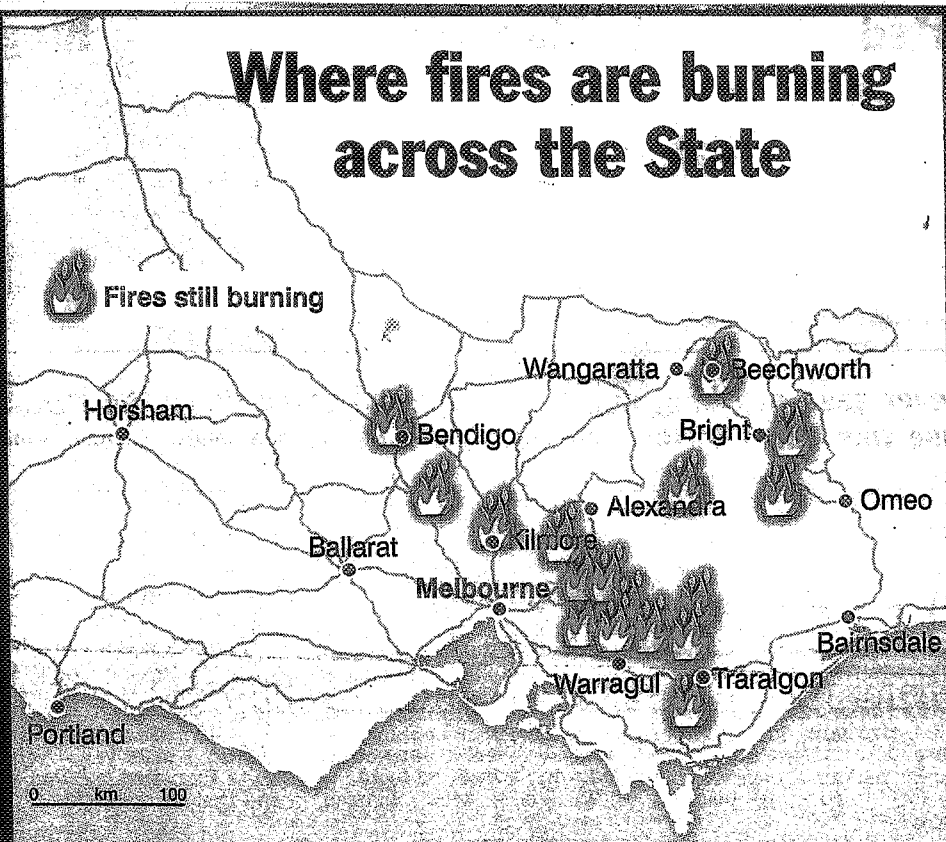 Where fires are burning
across the State
Fires still burning
Wangaratta
Beechworth
Horsham
Bendigo
Bright
Alexandra
Omeo
Kilmore
Ballarat
Melbourne
Bairnsdale
Warragul
Traralgon
Portland
0 km 100